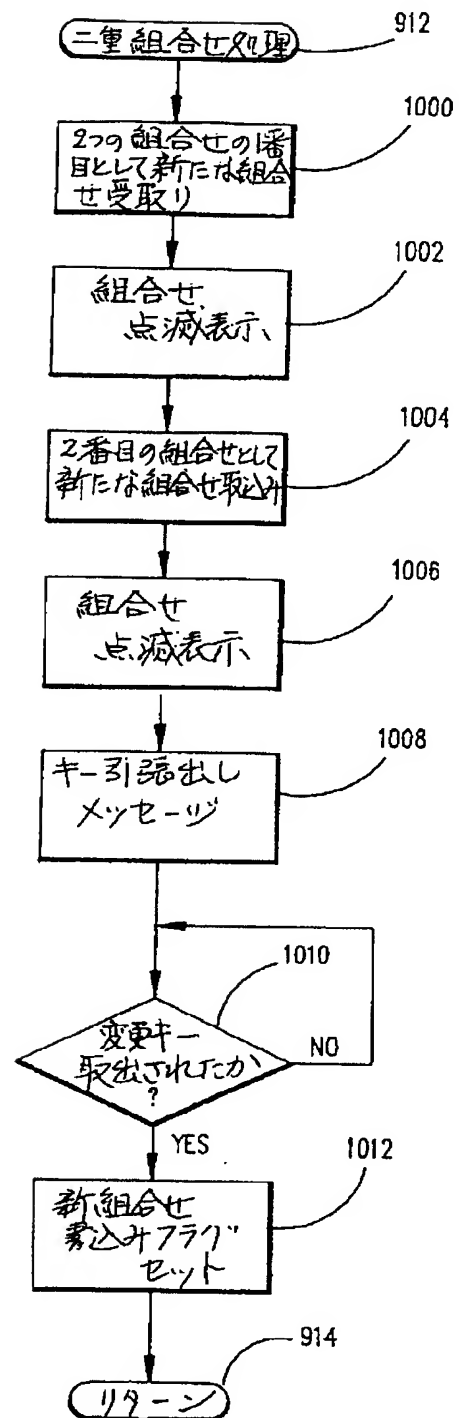 二重組合せ処理
912
2つの組合せの1番
目として新たな組合
せ受取り
1000
組合せ
点滅表示
1002
2番目の組合せとして
新たな組合せ取込み
1004
組合せ
点滅表示
1006
キー引張出し
メッセージ
1008
変更キー
取出されたか
?
1010
NO
YES
新組合せ
書込みフラグ
セット
1012
リターン
914